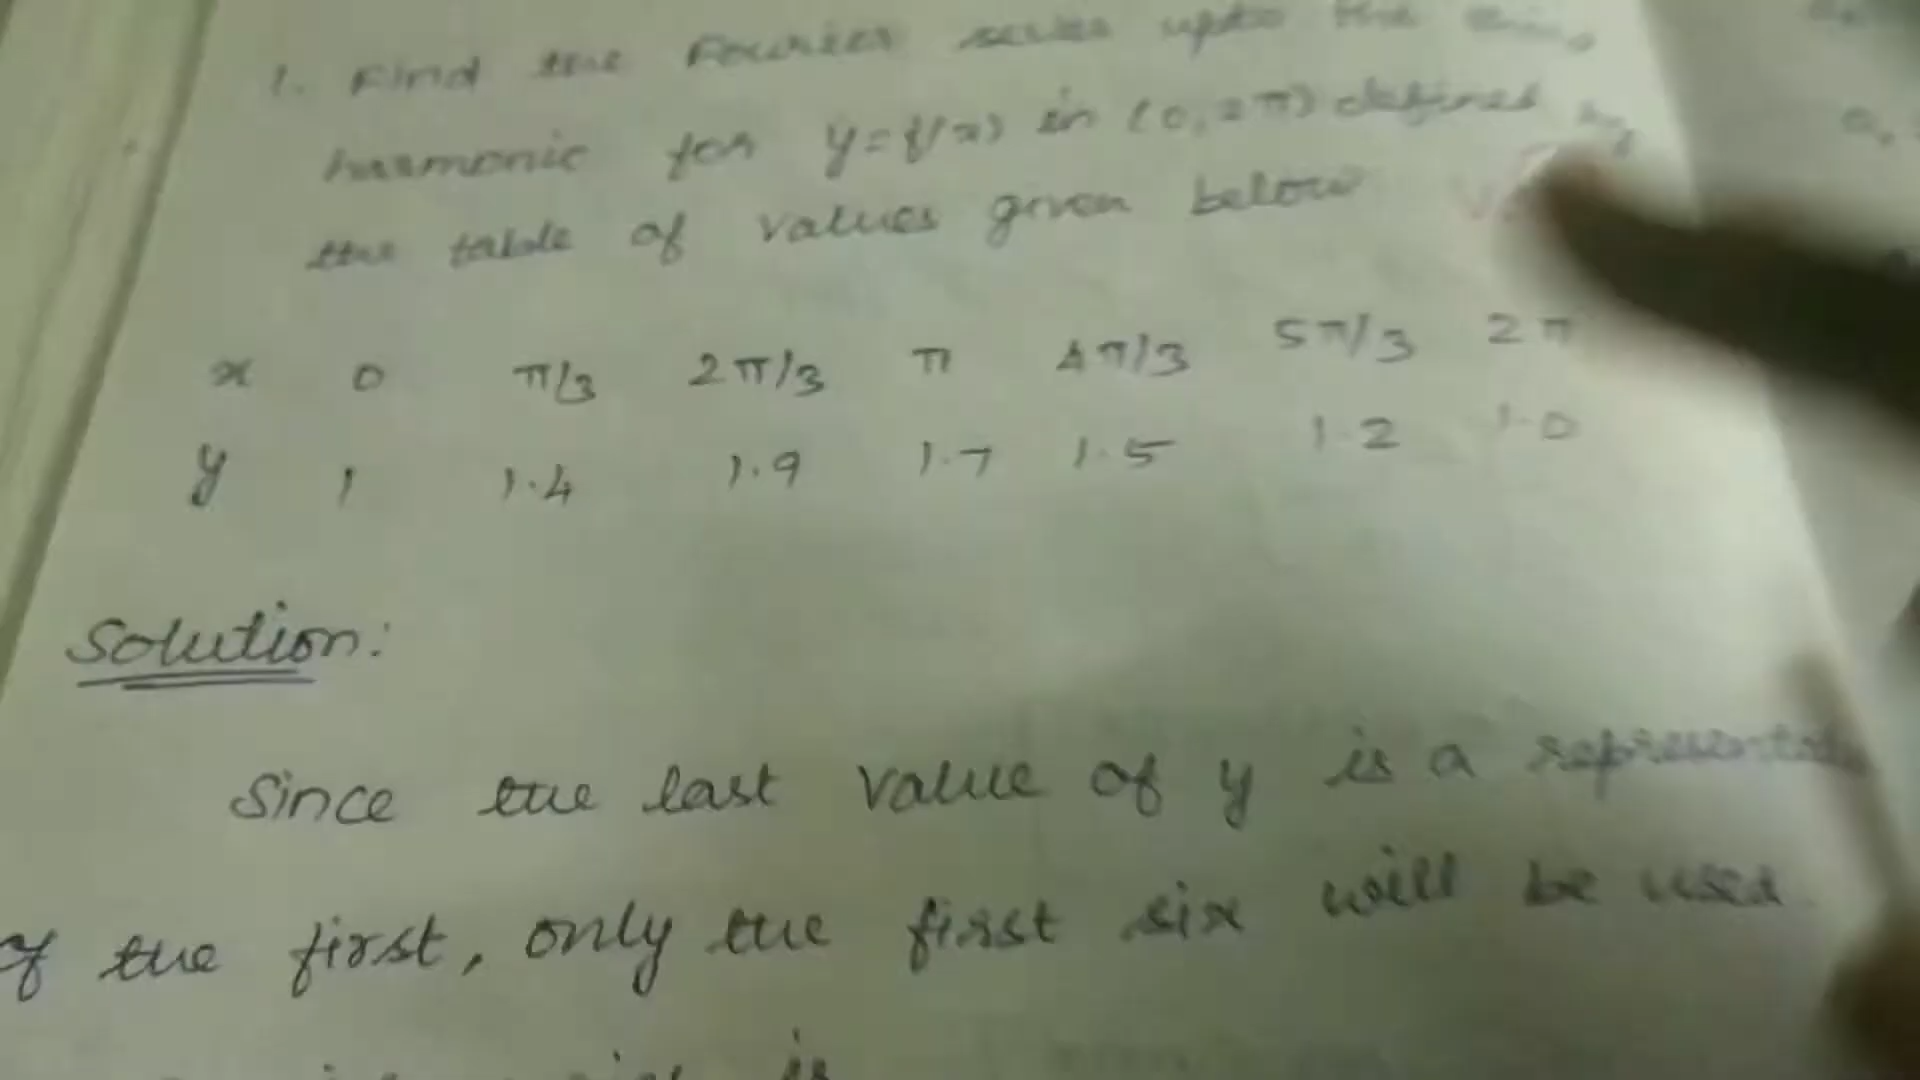 1. Find the Fourier series upto the
harmonic for y=f(x) in (0,2π) defined by
the table of values given below
x 0 π/3 2π/3 π 4π/3 5π/3 2π
y 1 1.4 1.9 1.7 1.5 1.2 1.0
Solution:
Since the last value of y is a
of the first, only the first six will be used
is